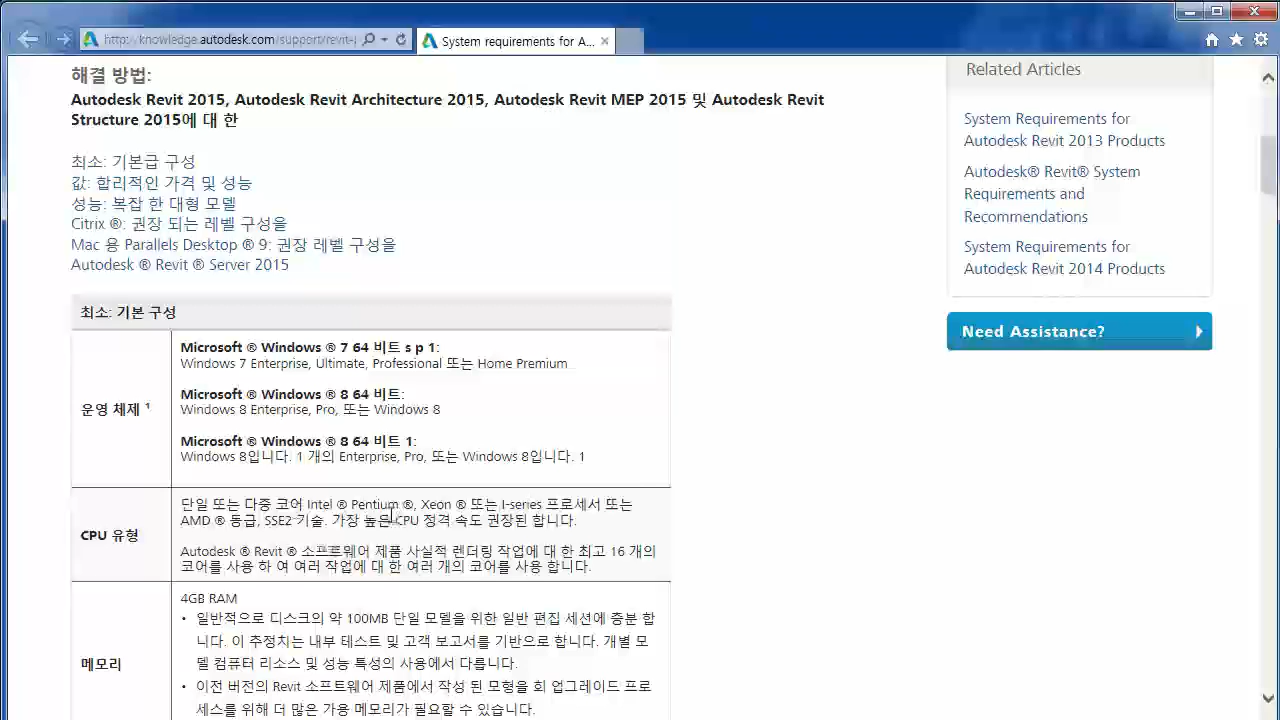 http://knowledge.autodesk.com/support/revit-
System requirements for A...
해결 방법:
Autodesk Revit 2015, Autodesk Revit Architecture 2015, Autodesk Revit MEP 2015 및 Autodesk Revit
Structure 2015에 대 한
최소: 기본급 구성
값: 합리적인 가격 및 성능
성능: 복잡 한 대형 모델
Citrix ®: 권장 되는 레벨 구성을
Mac 용 Parallels Desktop ® 9: 권장 레벨 구성을
Autodesk ® Revit ® Server 2015
최소: 기본 구성
운영 체제 1
Microsoft ® Windows ® 7 64 비트 s p 1:
Windows 7 Enterprise, Ultimate, Professional 또는 Home Premium
Microsoft ® Windows ® 8 64 비트:
Windows 8 Enterprise, Pro, 또는 Windows 8
Microsoft ® Windows ® 8 64 비트 1:
Windows 8입니다. 1 개의 Enterprise, Pro, 또는 Windows 8입니다. 1
CPU 유형
단일 또는 다중 코어 Intel ® Pentium ®, Xeon ® 또는 I-series 프로세서 또는
AMD ® 동급, SSE2 기술. 가장 높은 CPU 정격 속도 권장된 합니다.
Autodesk ® Revit ® 소프트웨어 제품 사실적 렌더링 작업에 대 한 최고 16 개의
코어를 사용 하 여 여러 작업에 대 한 여러 개의 코어를 사용 합니다.
메모리
4GB RAM
• 일반적으로 디스크의 약 100MB 단일 모델을 위한 일반 편집 세션에 충분 합
니다. 이 추정치는 내부 테스트 및 고객 보고서를 기반으로 합니다. 개별 모
델 컴퓨터 리소스 및 성능 특성의 사용에서 다릅니다.
• 이전 버전의 Revit 소프트웨어 제품에서 작성 된 모형을 회 업그레이드 프로
세스를 위해 더 많은 가용 메모리가 필요할 수 있습니다.
Related Articles
System Requirements for
Autodesk Revit 2013 Products
Autodesk® Revit® System
Requirements and
Recommendations
System Requirements for
Autodesk Revit 2014 Products
Need Assistance?